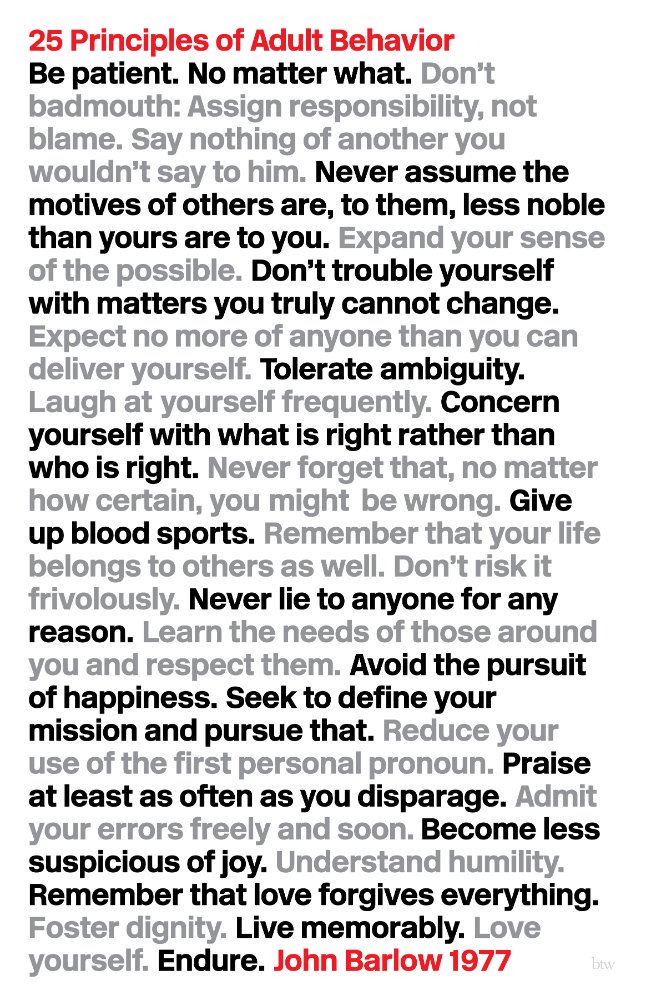 25 Principles of Adult Behavior
Be patient. No matter what. Don’t
badmouth: Assign responsibility, not
blame. Say nothing of another you
wouldn’t say to him. Never assume the
motives of others are, to them, less noble
than yours are to you. Expand your sense
of the possible. Don’t trouble yourself
with matters you truly cannot change.
Expect no more of anyone than you can
deliver yourself. Tolerate ambiguity.
Laugh at yourself frequently. Concern
yourself with what is right rather than
who is right. Never forget that, no matter
how certain, you might be wrong. Give
up blood sports. Remember that your life
belongs to others as well. Don’t risk it
frivolously. Never lie to anyone for any
reason. Learn the needs of those around
you and respect them. Avoid the pursuit
of happiness. Seek to define your
mission and pursue that. Reduce your
use of the first personal pronoun. Praise
at least as often as you disparage. Admit
your errors freely and soon. Become less
suspicious of joy. Understand humility.
Remember that love forgives everything.
Foster dignity. Live memorably. Love
yourself. Endure. John Barlow 1977
btw